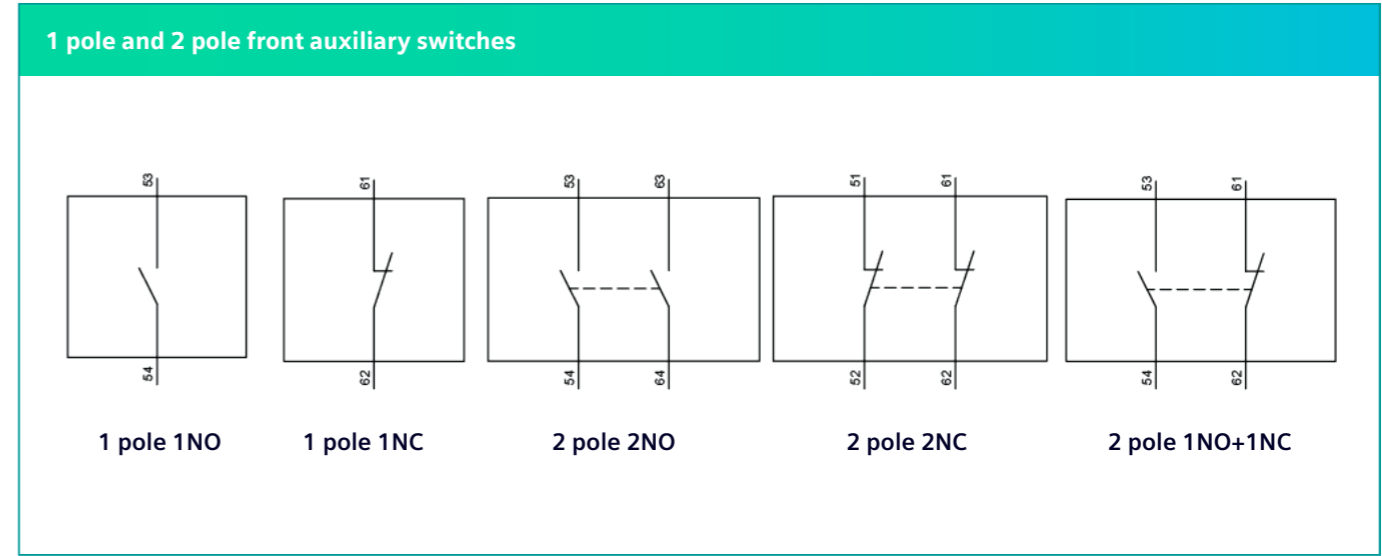 1 pole and 2 pole front auxiliary switches
53 61 53 63 51 61 53 61
54 62 54 64 52 62 54 62
1 pole 1NO 1 pole 1NC 2 pole 2NO 2 pole 2NC 2 pole 1NO+1NC